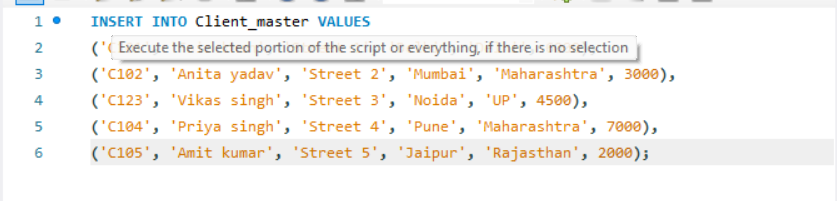 1 INSERT INTO Client_master VALUES
2 (' Execute the selected portion of the script or everything, if there is no selection
3 ('C102', 'Anita yadav', 'Street 2', 'Mumbai', 'Maharashtra', 3000),
4 ('C123', 'Vikas singh', 'Street 3', 'Noida', 'UP', 4500),
5 ('C104', 'Priya singh', 'Street 4', 'Pune', 'Maharashtra', 7000),
6 ('C105', 'Amit kumar', 'Street 5', 'Jaipur', 'Rajasthan', 2000);